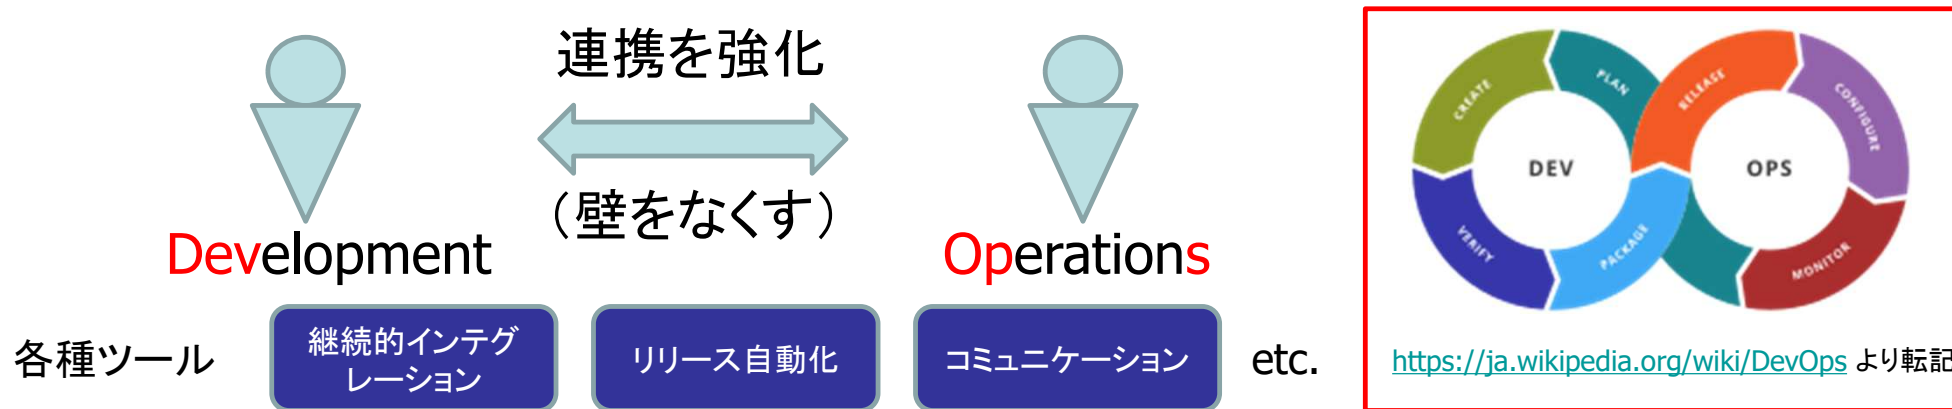 連携を強化
(壁をなくす)
Development
Operations
各種ツール
継続的インテグ
レーション
リリース自動化
コミュニケーション
etc.
CREATE
PLAN
RELEASE
CONFIGURE
DEV
OPS
VERIFY
PACKAGE
MONITOR
https://ja.wikipedia.org/wiki/DevOps より転記